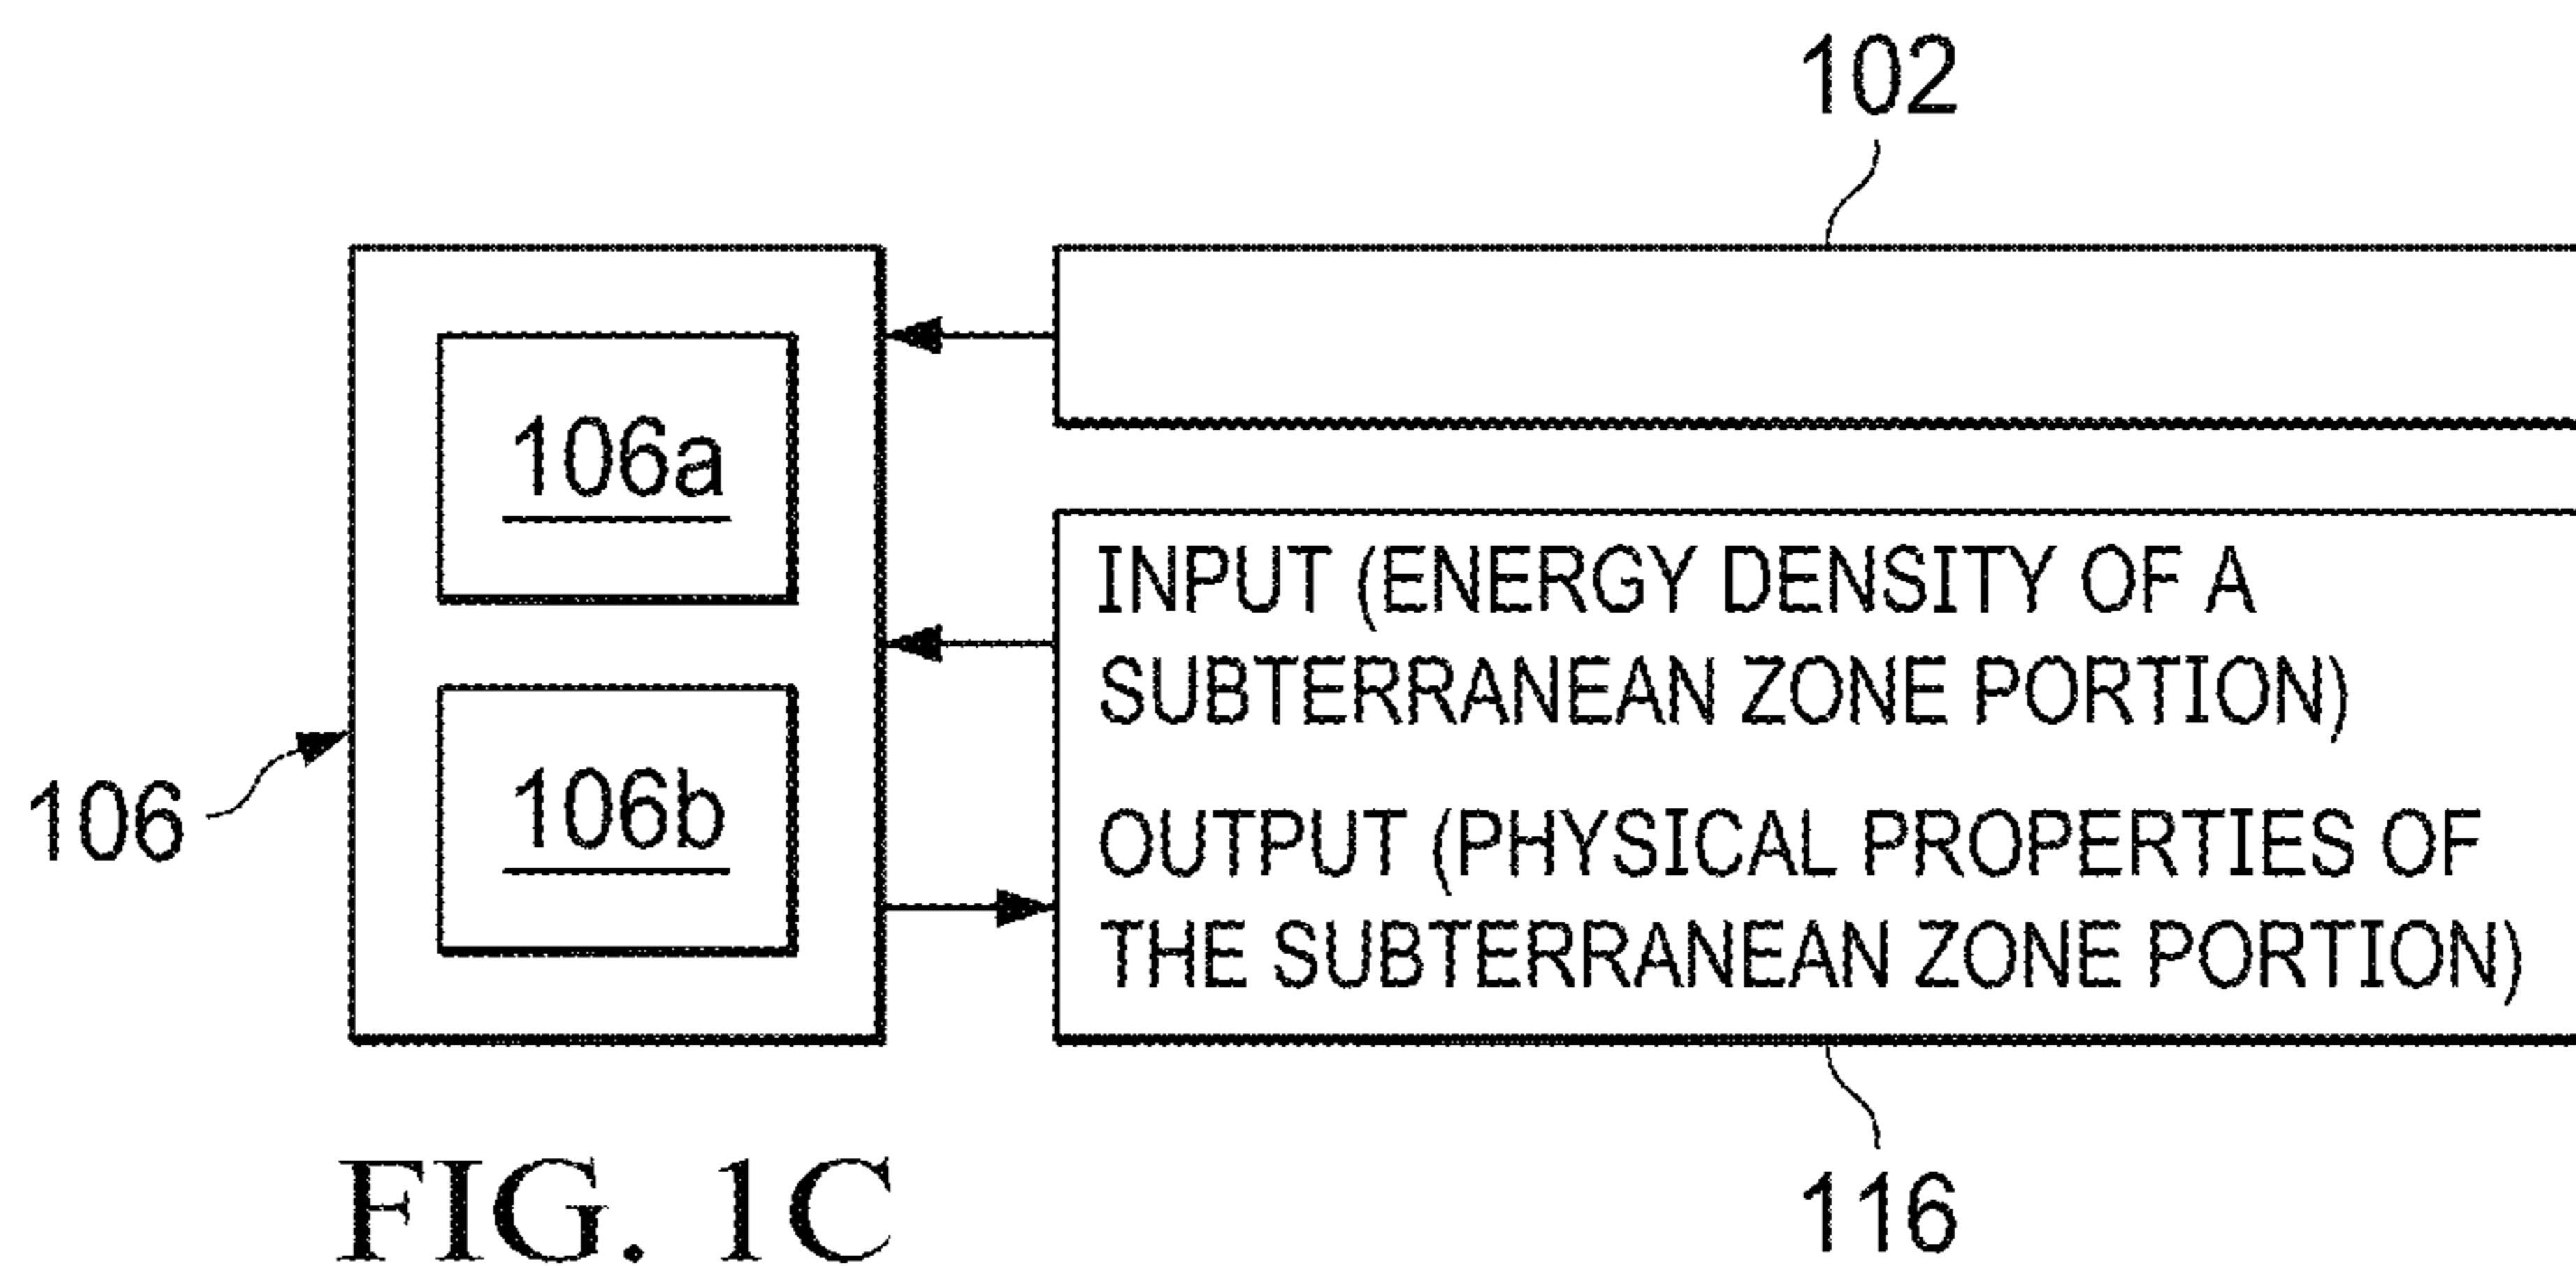 102
106a
INPUT (ENERGY DENSITY OF A
SUBTERRANEAN ZONE PORTION)
106b
OUTPUT (PHYSICAL PROPERTIES OF
THE SUBTERRANEAN ZONE PORTION)
106
FIG. 1C
116